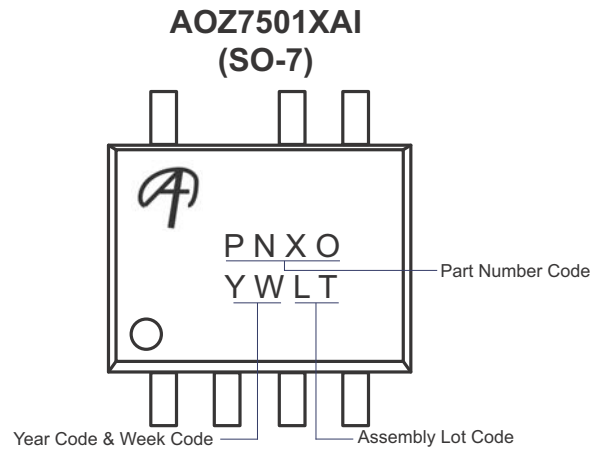 AOZ7501XAI
(SO-7)
PNXO
Part Number Code
YWLT
Year Code & Week Code
Assembly Lot Code